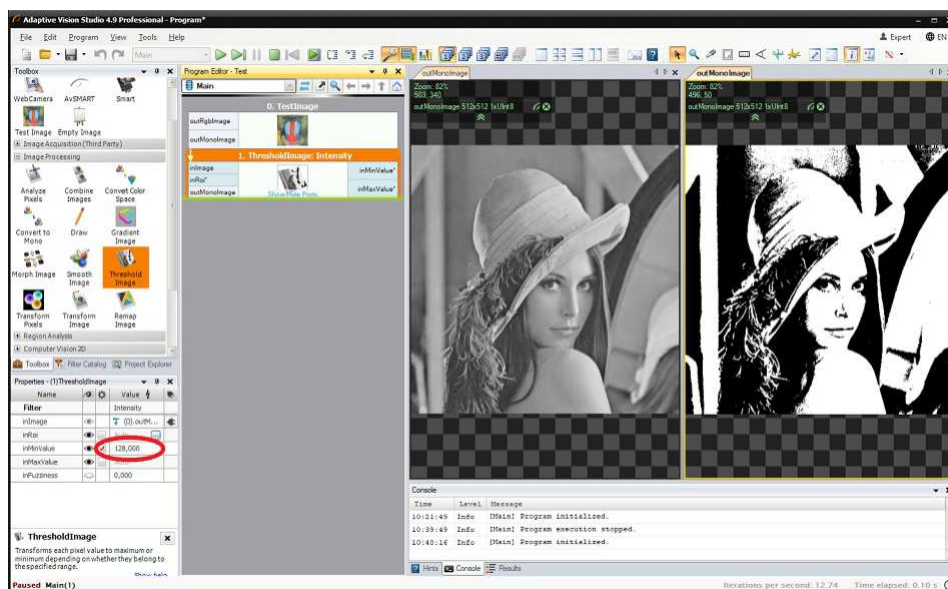 Adaptive Vision Studio 4.9 Professional - Program*
File Edit Program View Tools Help
Expert EN
Main
Toolbox
WebCamera AvSMART Smart
Test Image Empty Image
Image Acquisition (Third Party)
Image Processing
Analyze Pixels Combine Images Convet Color Space
Convert to Mono Draw Gradient Image
Morph Image Smooth Image Threshold Image
Transform Pixels Transform Image Remap Image
Region Analysis
Computer Vision 2D
Toolbox Filter Catalog Project Explorer
Properties - (1)ThresholdImage
Name Value
Filter Intensity
inImage (0).outM...
inRoi
inMinValue 128,000
inMaxValue
inFuzziness 0,000
ThresholdImage
Transforms each pixel value to maximum or
minimum depending on whether they belong to
the specified range.
Show help
Program Editor - Test
Main
0. TestImage
outRgbImage
outMonoImage
1. ThresholdImage: Intensity
inImage inMinValue*
inRoi*
outMonoImage Show/Hide Ports inMaxValue*
outMonoImage
Zoom: 82%
503, 340
outMonoImage 512x512 1xUInt8
outMonoImage
Zoom: 82%
496, 50
outMonoImage 512x512 1xUInt8
Console
Time Level Message
10:21:49 Info [Main] Program initialized.
10:39:49 Info [Main] Program execution stopped.
10:40:16 Info [Main] Program initialized.
Hints Console Results
Paused Main(1)
Iterations per second: 12.74 Time elapsed: 0.10 s